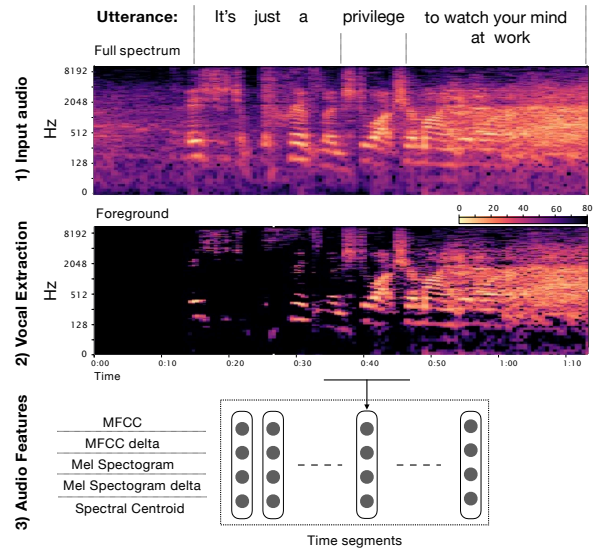 Utterance: It's just a privilege to watch your mind
at work
Full spectrum
1) Input audio
Hz
8192
2048
512
128
0
Foreground
0 20 40 60 80
2) Vocal Extraction
Hz
8192
2048
512
128
0
0:00 0:10 0:20 0:30 0:40 0:50 1:00 1:10
Time
3) Audio Features
MFCC
MFCC delta
Mel Spectrogram
Mel Spectrogram delta
Spectral Centroid
Time segments